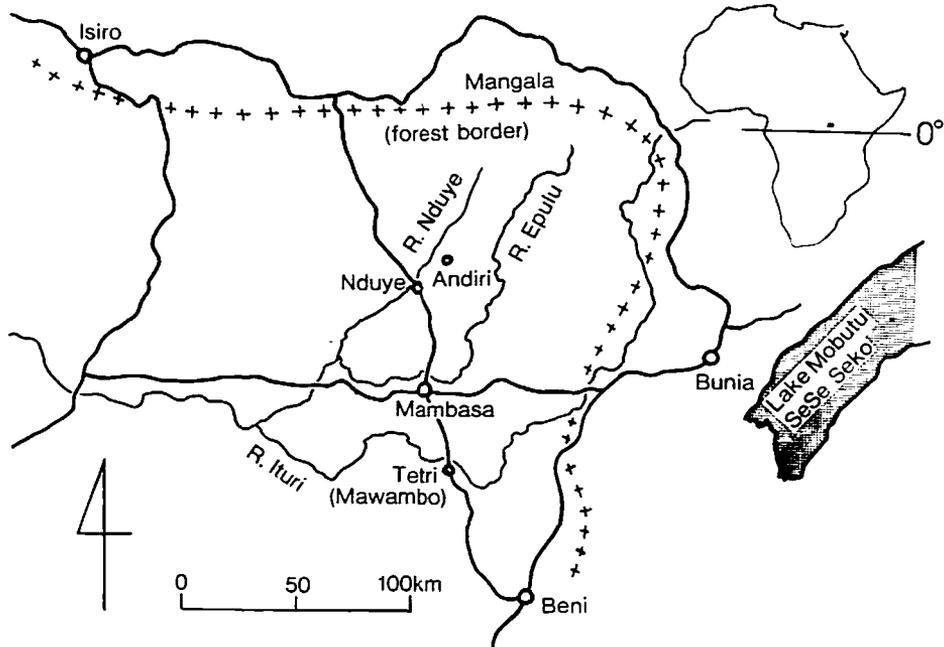 Isiro
Mangala
(forest border)
0°
R. Nduye
R. Epulu
Nduye
Andiri
Lake Mobutu
SeSe Seko
Bunia
Mambasa
R. Ituri
Tetri
(Mawambo)
0 50 100km
Beni